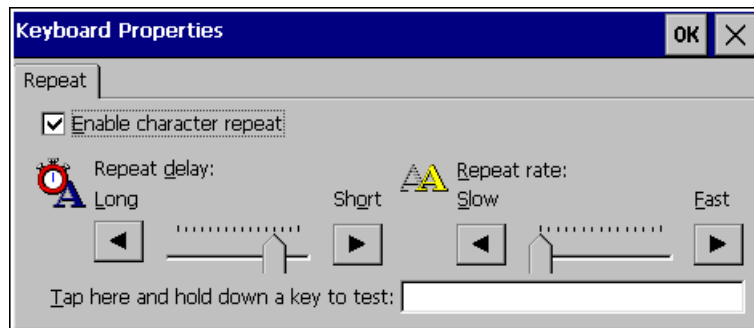 Keyboard Properties OK
Repeat
Enable character repeat
Repeat delay: Repeat rate:
Long Short Slow Fast
Tap here and hold down a key to test: